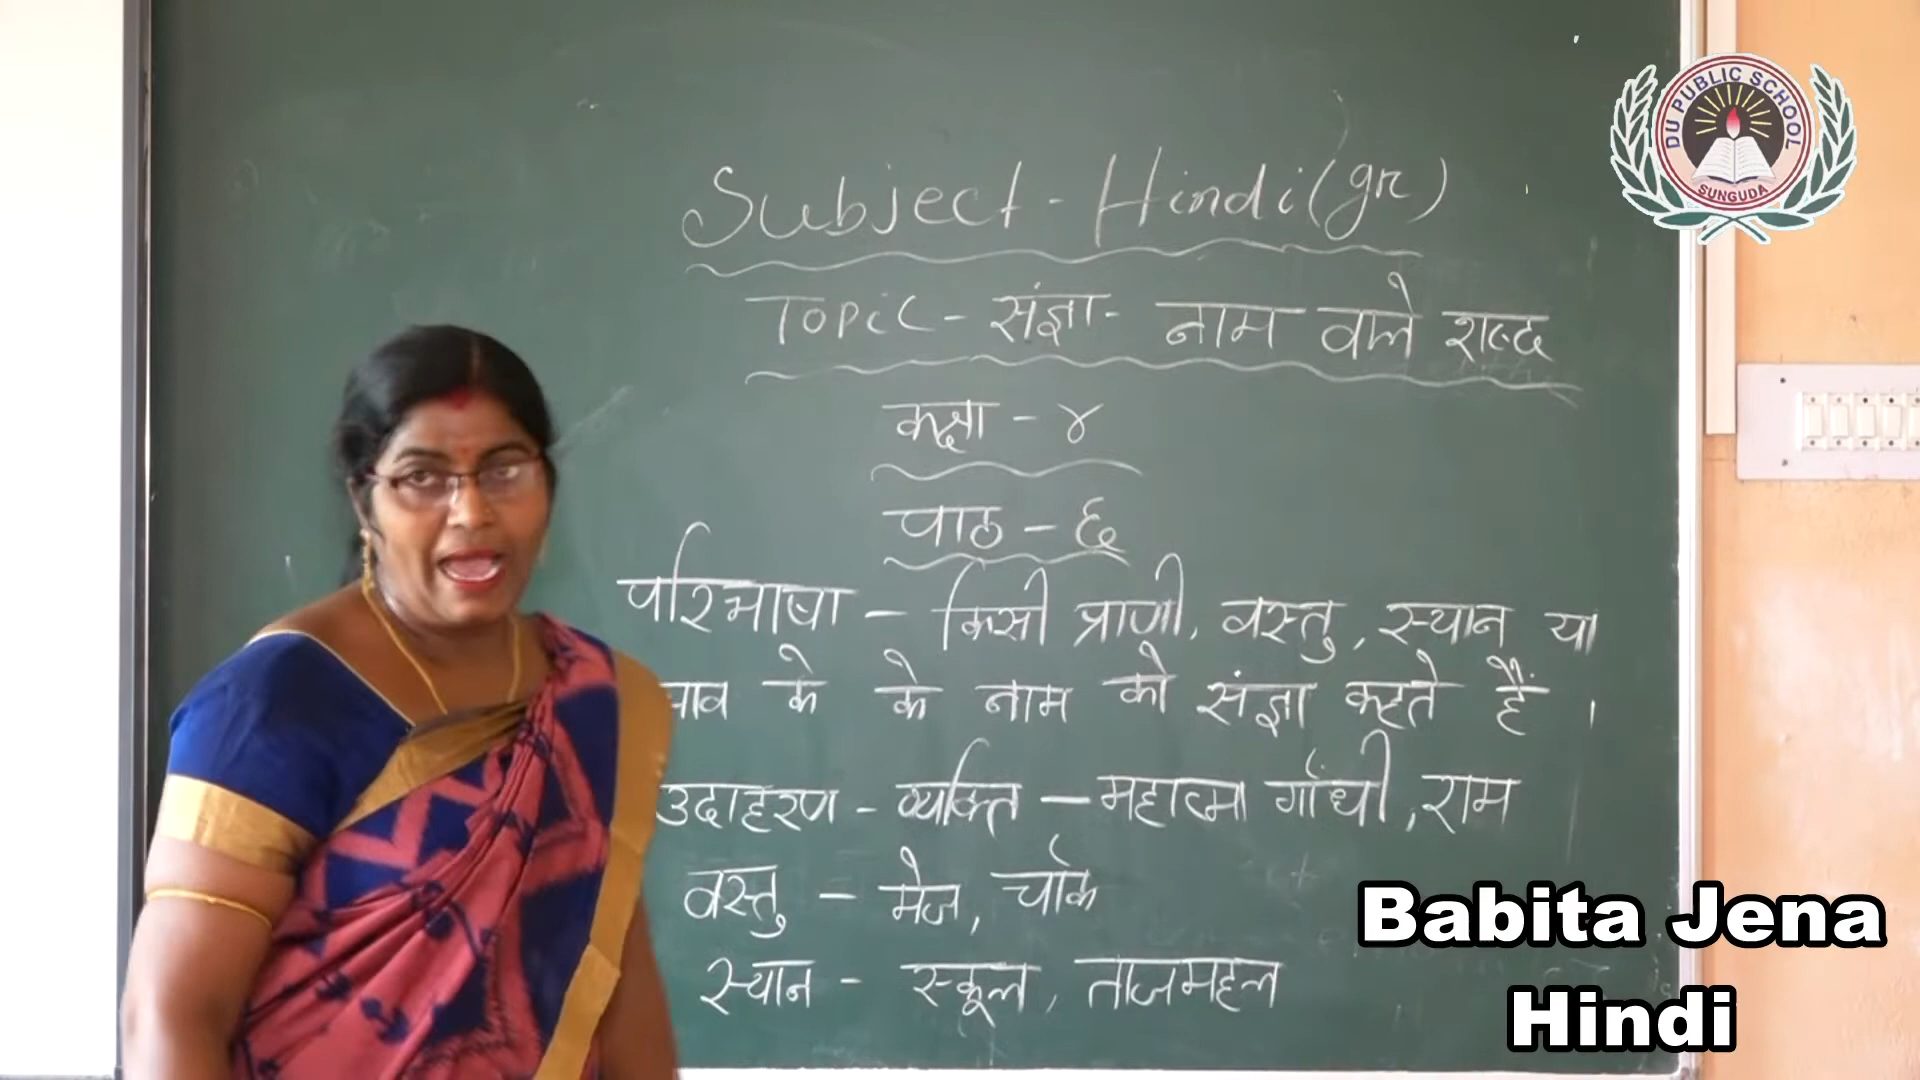 DU PUBLIC SCHOOL
SUNGUDA
Subject - Hindi (gr)
Topic - संज्ञा - नाम वाले शब्द
कक्षा - ४
पाठ - ६
परिभाषा - किसी प्राणी, वस्तु, स्थान या
भाव के के नाम को संज्ञा कहते हैं ।
उदाहरण - व्यक्ति - महात्मा गाँधी, राम
वस्तु - मेज, चॉक
स्थान - स्कूल, ताजमहल
Babita Jena
Hindi